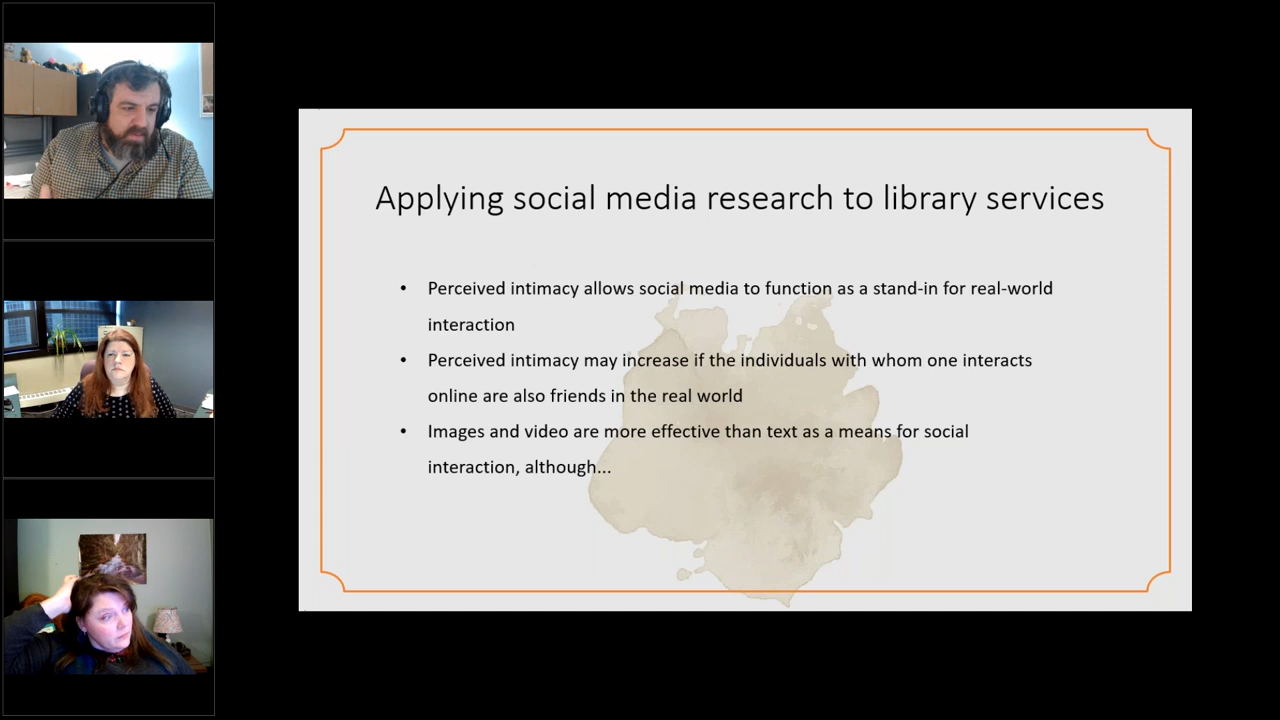 Applying social media research to library services
• Perceived intimacy allows social media to function as a stand-in for real-world
interaction
• Perceived intimacy may increase if the individuals with whom one interacts
online are also friends in the real world
• Images and video are more effective than text as a means for social
interaction, although...